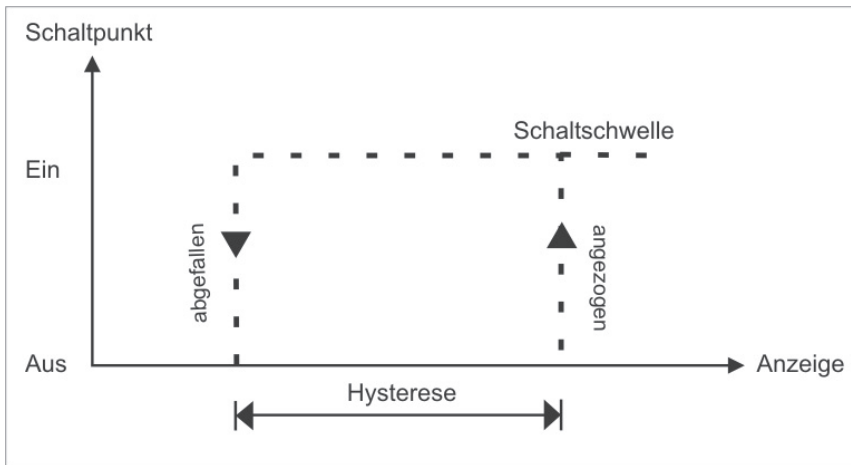 Schaltpunkt
Schaltschwelle
Ein
abgefallen
angezogen
Aus
Anzeige
Hysterese